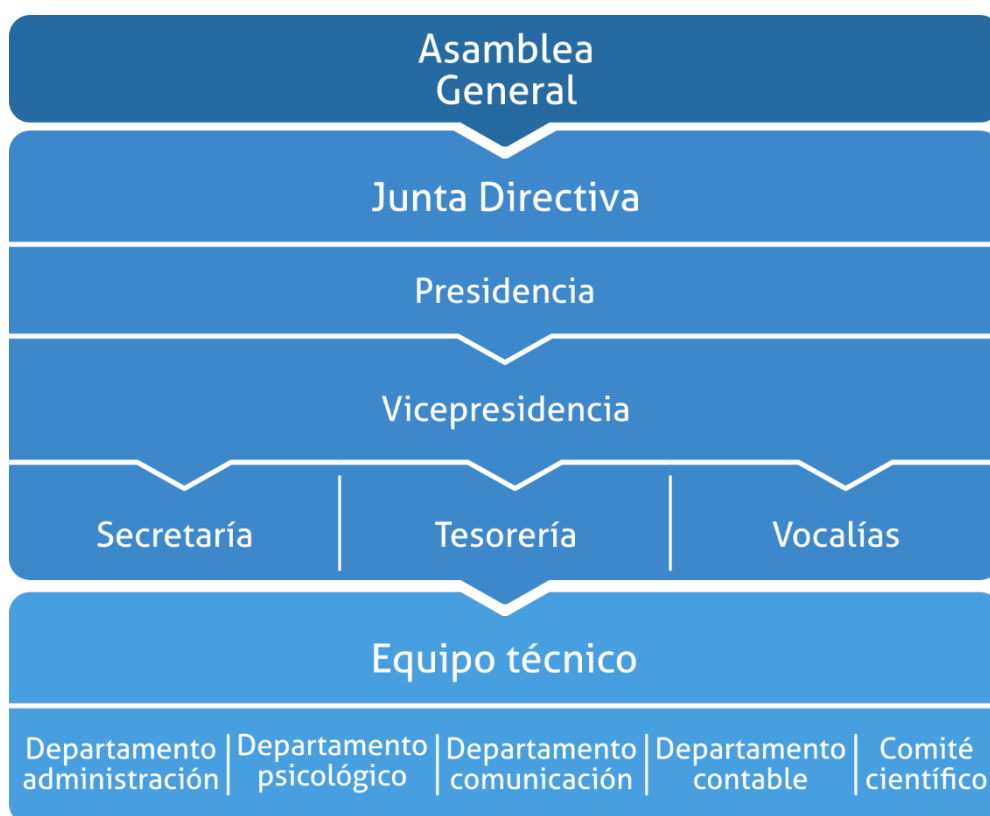 Asamblea
General
Junta Directiva
Presidencia
Vicepresidencia
Secretaría
Tesorería
Vocalías
Equipo técnico
Departamento
administración
Departamento
psicológico
Departamento
comunicación
Departamento
contable
Comité
científico